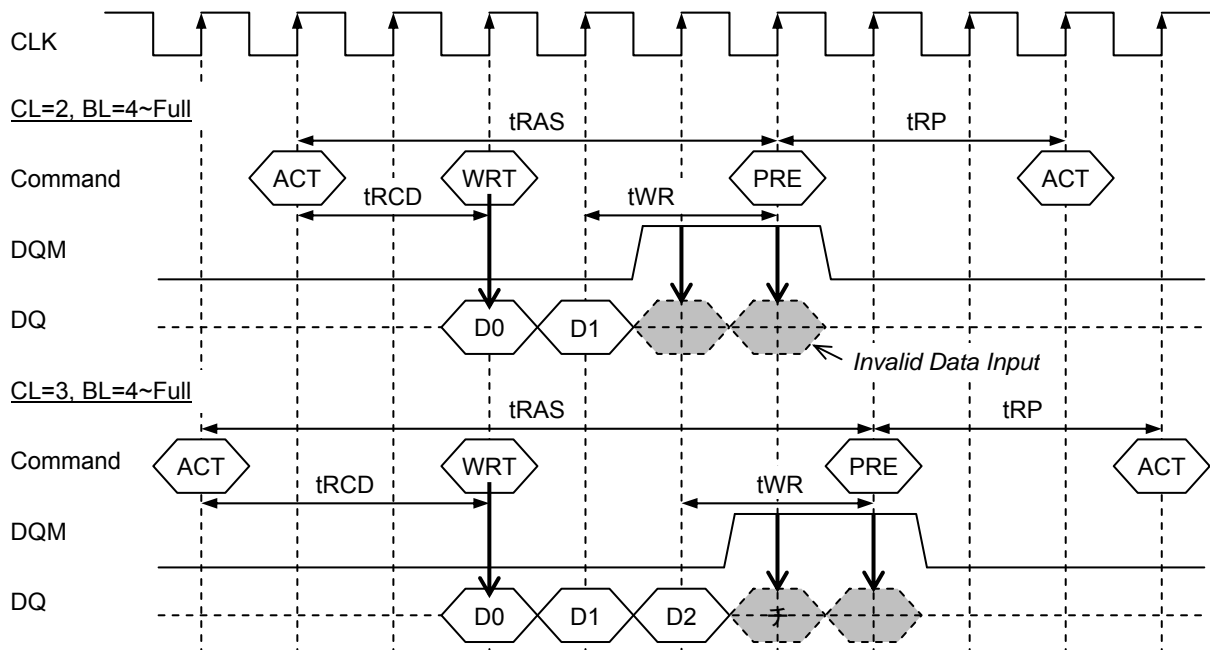 CLK
CL=2, BL=4~Full
tRAS tRP
Command ACT WRT PRE ACT
tRCD tWR
DQM
DQ D0 D1
Invalid Data Input
CL=3, BL=4~Full
tRAS tRP
Command ACT WRT PRE ACT
tRCD tWR
DQM
DQ D0 D1 D2 チ